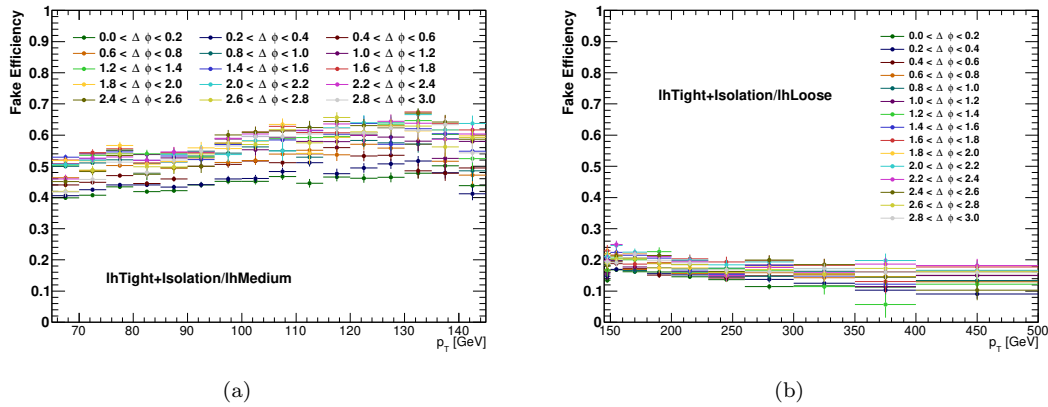 Fake Efficiency
1
0.9
0.8
0.7
0.6
0.5
0.4
0.3
0.2
0.1
0
0.0 < Δ ϕ < 0.2
0.2 < Δ ϕ < 0.4
0.4 < Δ ϕ < 0.6
0.6 < Δ ϕ < 0.8
0.8 < Δ ϕ < 1.0
1.0 < Δ ϕ < 1.2
1.2 < Δ ϕ < 1.4
1.4 < Δ ϕ < 1.6
1.6 < Δ ϕ < 1.8
1.8 < Δ ϕ < 2.0
2.0 < Δ ϕ < 2.2
2.2 < Δ ϕ < 2.4
2.4 < Δ ϕ < 2.6
2.6 < Δ ϕ < 2.8
2.8 < Δ ϕ < 3.0
lhTight+Isolation/lhMedium
70 80 90 100 110 120 130 140
p_T [GeV]
(a)
Fake Efficiency
1
0.9
0.8
0.7
0.6
0.5
0.4
0.3
0.2
0.1
0
lhTight+Isolation/lhLoose
0.0 < Δ ϕ < 0.2
0.2 < Δ ϕ < 0.4
0.4 < Δ ϕ < 0.6
0.6 < Δ ϕ < 0.8
0.8 < Δ ϕ < 1.0
1.0 < Δ ϕ < 1.2
1.2 < Δ ϕ < 1.4
1.4 < Δ ϕ < 1.6
1.6 < Δ ϕ < 1.8
1.8 < Δ ϕ < 2.0
2.0 < Δ ϕ < 2.2
2.2 < Δ ϕ < 2.4
2.4 < Δ ϕ < 2.6
2.6 < Δ ϕ < 2.8
2.8 < Δ ϕ < 3.0
150 200 250 300 350 400 450 500
p_T [GeV]
(b)